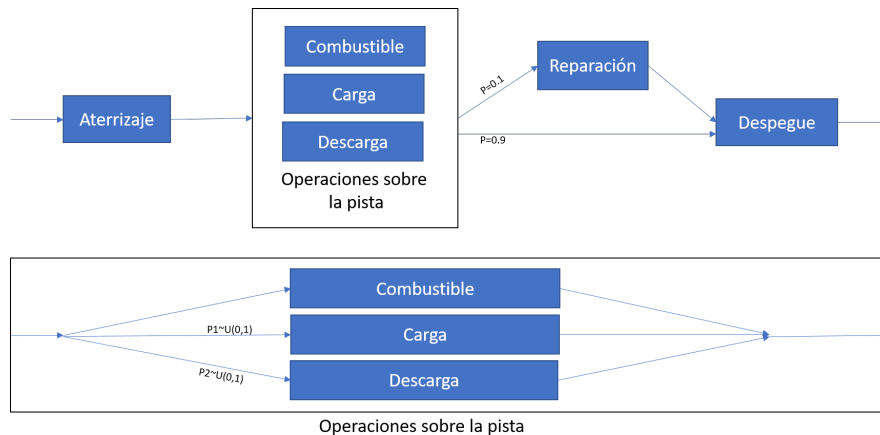 Combustible
Carga
Descarga
Operaciones sobre
la pista
Aterrizaje
P=0.1
Reparación
P=0.9
Despegue
Combustible
P1~U(0,1)
Carga
P2~U(0,1)
Descarga
Operaciones sobre la pista